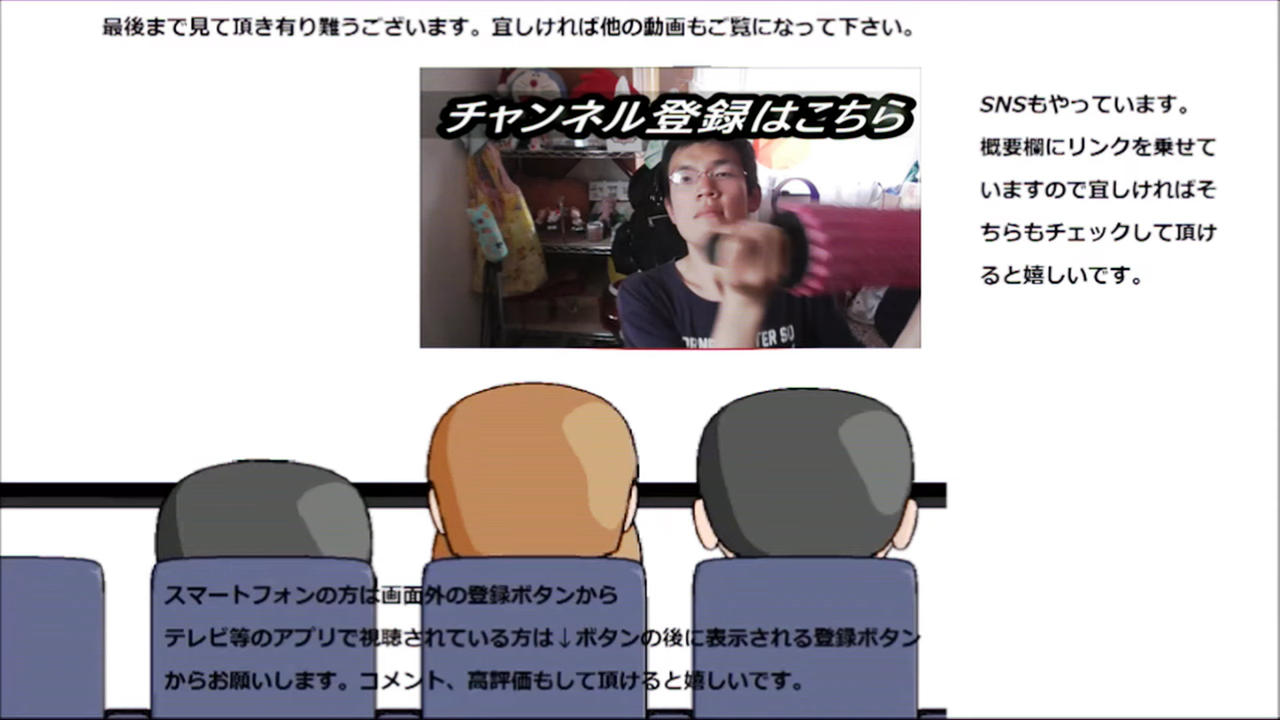 最後まで見て頂き有り難うございます。宜しければ他の動画もご覧になって下さい。
チャンネル登録はこちら
SNSもやっています。
概要欄にリンクを乗せて
いますので宜しければそ
ちらもチェックして頂け
ると嬉しいです。
スマートフォンの方は画面外の登録ボタンから
テレビ等のアプリで視聴されている方は↓ボタンの後に表示される登録ボタン
からお願いします。コメント、高評価もして頂けると嬉しいです。